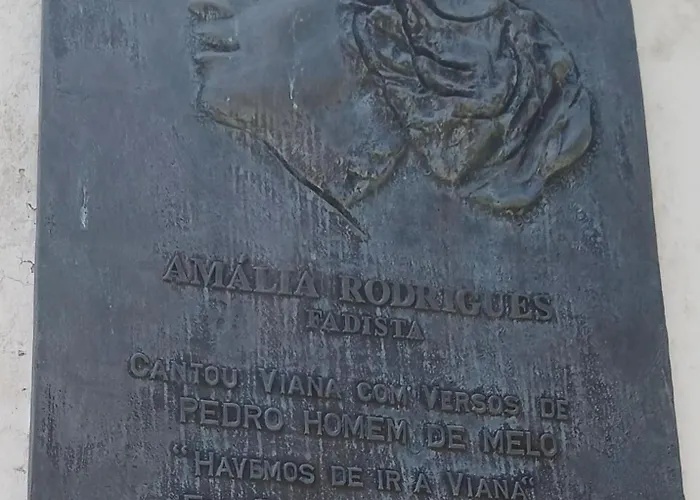 AMÁLIA RODRIGUES
FADISTA
CANTOU VIANA COM VERSOS DE
PEDRO HOMEM DE MELO
"HAVEMOS DE IR A VIANA"